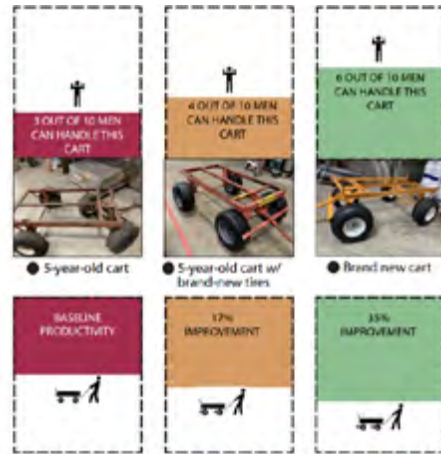 3 OUT OF 10 MEN
CAN HANDLE THIS
CART
4 OUT OF 10 MEN
CAN HANDLE THIS
CART
6 OUT OF 10 MEN
CAN HANDLE THIS
CART
5-year-old cart
5-year-old cart w/
brand-new tires
Brand new cart
BASELINE
PRODUCTIVITY
17%
IMPROVEMENT
35%
IMPROVEMENT